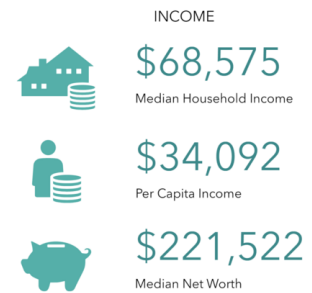 INCOME
$68,575
Median Household Income
$34,092
Per Capita Income
$221,522
Median Net Worth